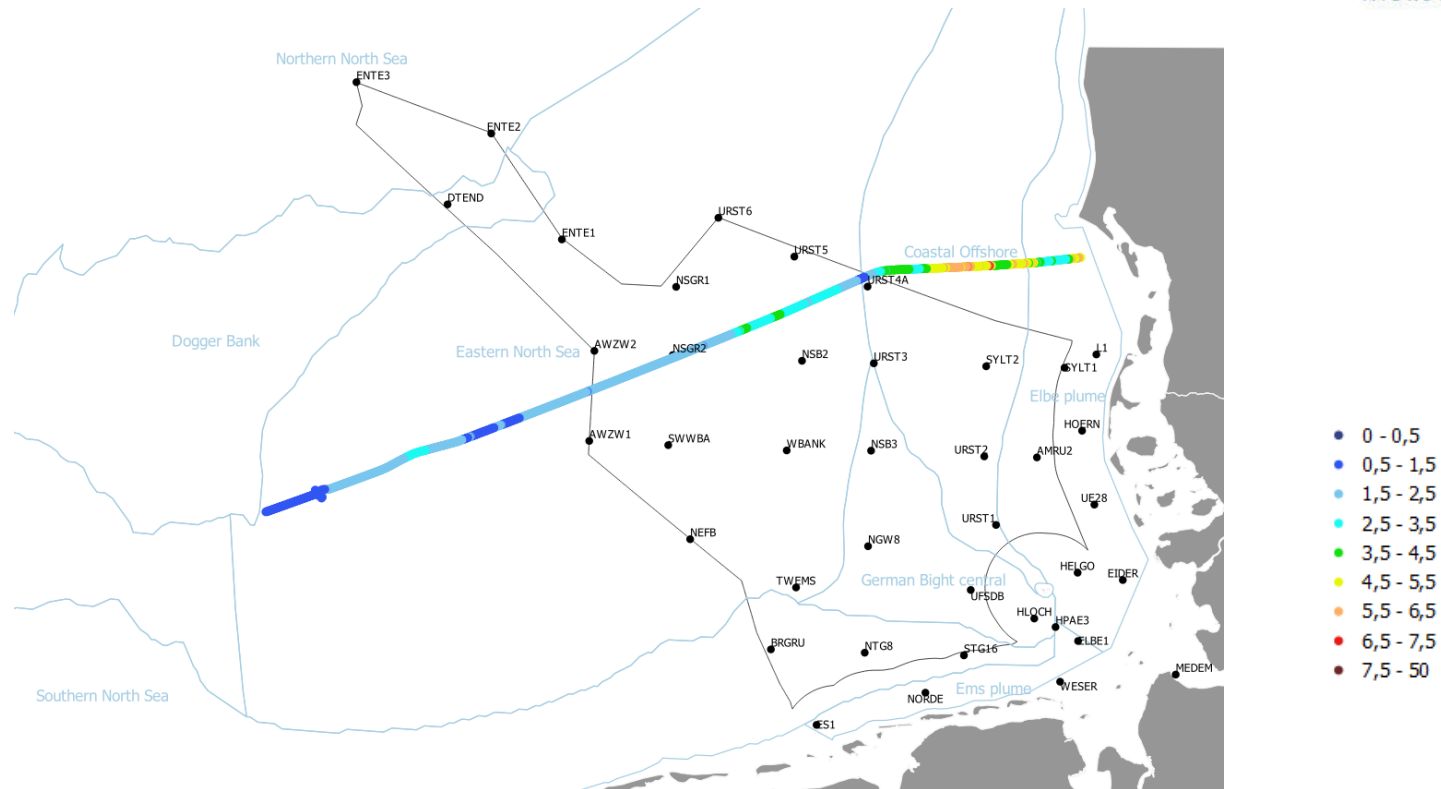 Northern North Sea
ENTE3
ENTE2
DTEND
URST6
ENTE1
URST5
Coastal Offshore
NSGR1
URST4A
Dogger Bank
AWZW2
Eastern North Sea
NSGR2
NSB2
URST3
SYLT2
L1
SYLT1
Elbe plume
AWZW1
SWWBA
WBANK
NSB3
URST2
AMRU2
HOERN
UE28
URST1
NEFB
NGW8
HELGO
EIDER
TWEMS
German Bight central
UFSDB
HLOCH
HPAE3
BRGRU
NTG8
STG16
ELBE1
MEDEM
Southern North Sea
Ems plume
WESER
NORDE
ES1
0 - 0,5
0,5 - 1,5
1,5 - 2,5
2,5 - 3,5
3,5 - 4,5
4,5 - 5,5
5,5 - 6,5
6,5 - 7,5
7,5 - 50